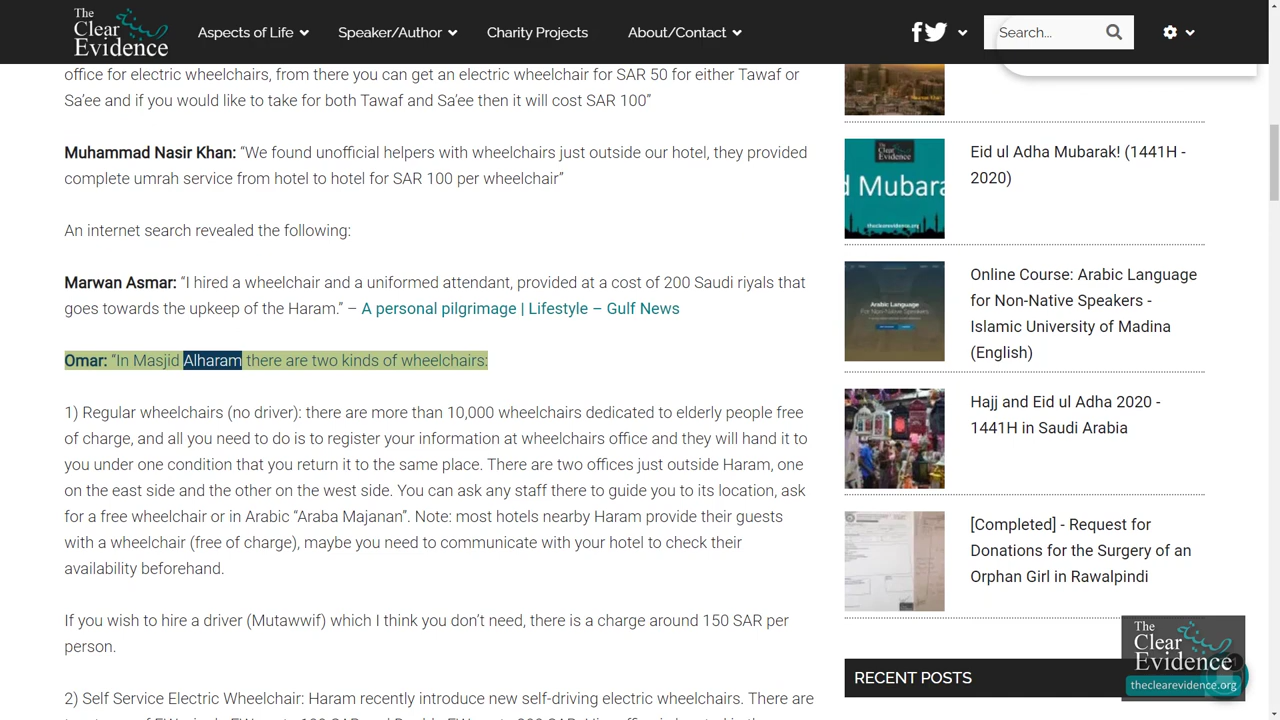 The
Clear
Evidence
Aspects of Life
Speaker/Author
Charity Projects
About/Contact
Search...
office for electric wheelchairs, from there you can get an electric wheelchair for SAR 50 for either Tawaf or
Sa'ee and if you would to take for both Tawaf and Sa'ee then it will cost SAR 100”
Muhammad Nasir Khan: “We found unofficial helpers with wheelchairs just outside our hotel, they provided
complete umrah service from hotel to hotel for SAR 100 per wheelchair”
An internet search revealed the following:
Marwan Asmar: “I hired a wheelchair and a uniformed attendant, provided at a cost of 200 Saudi riyals that
goes towards the upkeep of the Haram.” – A personal pilgrimage | Lifestyle – Gulf News
Omar: “In Masjid Alharam there are two kinds of wheelchairs:
1) Regular wheelchairs (no driver): there are more than 10,000 wheelchairs dedicated to elderly people free
of charge, and all you need to do is to register your information at wheelchairs office and they will hand it to
you under one condition that you return it to the same place. There are two offices just outside Haram, one
on the east side and another on the west side. You can ask any staff there to guide you to its location, ask
for a free wheelchair or in Arabic “Araba Majanan”. Note: most hotels nearby Haram provide their guests
with a wheelchair (free of charge), maybe you need to communicate with your hotel to check their
availability beforehand.
If you wish to hire a driver (Mutawwif) which I think you don't need, there is a charge around 150 SAR per
person.
2) Self Service Electric Wheelchair: Haram recently introduce new self-driving electric wheelchairs. There are
Eid ul Adha Mubarak! (1441H -
2020)
The
Clear
Evidence
d Mubara
theclearevidence.org
Online Course: Arabic Language
for Non-Native Speakers -
Islamic University of Madina
(English)
Arabic Language
For Non-Native Speakers
Hajj and Eid ul Adha 2020 -
1441H in Saudi Arabia
[Completed] - Request for
Donations for the Surgery of an
Orphan Girl in Rawalpindi
RECENT POSTS
The
Clear
Evidence
theclearevidence.org